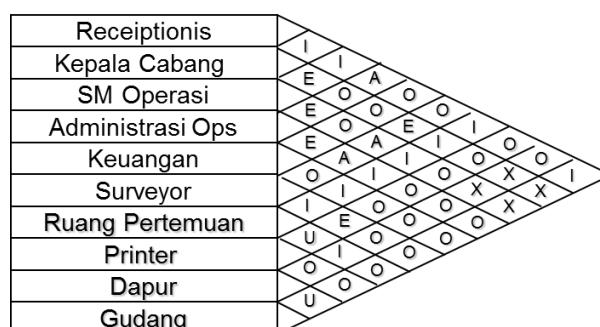 Receiptionis
I
Kepala Cabang I
E A
SM Operasi O O
E O O
Administrasi Ops O E I
E A I O
Keuangan A I O O
O I O X I
Surveyor I O X X
I O O X
Ruang Pertemuan E O O
U O O
Printer I O
O O
Dapur O
U
Gudang